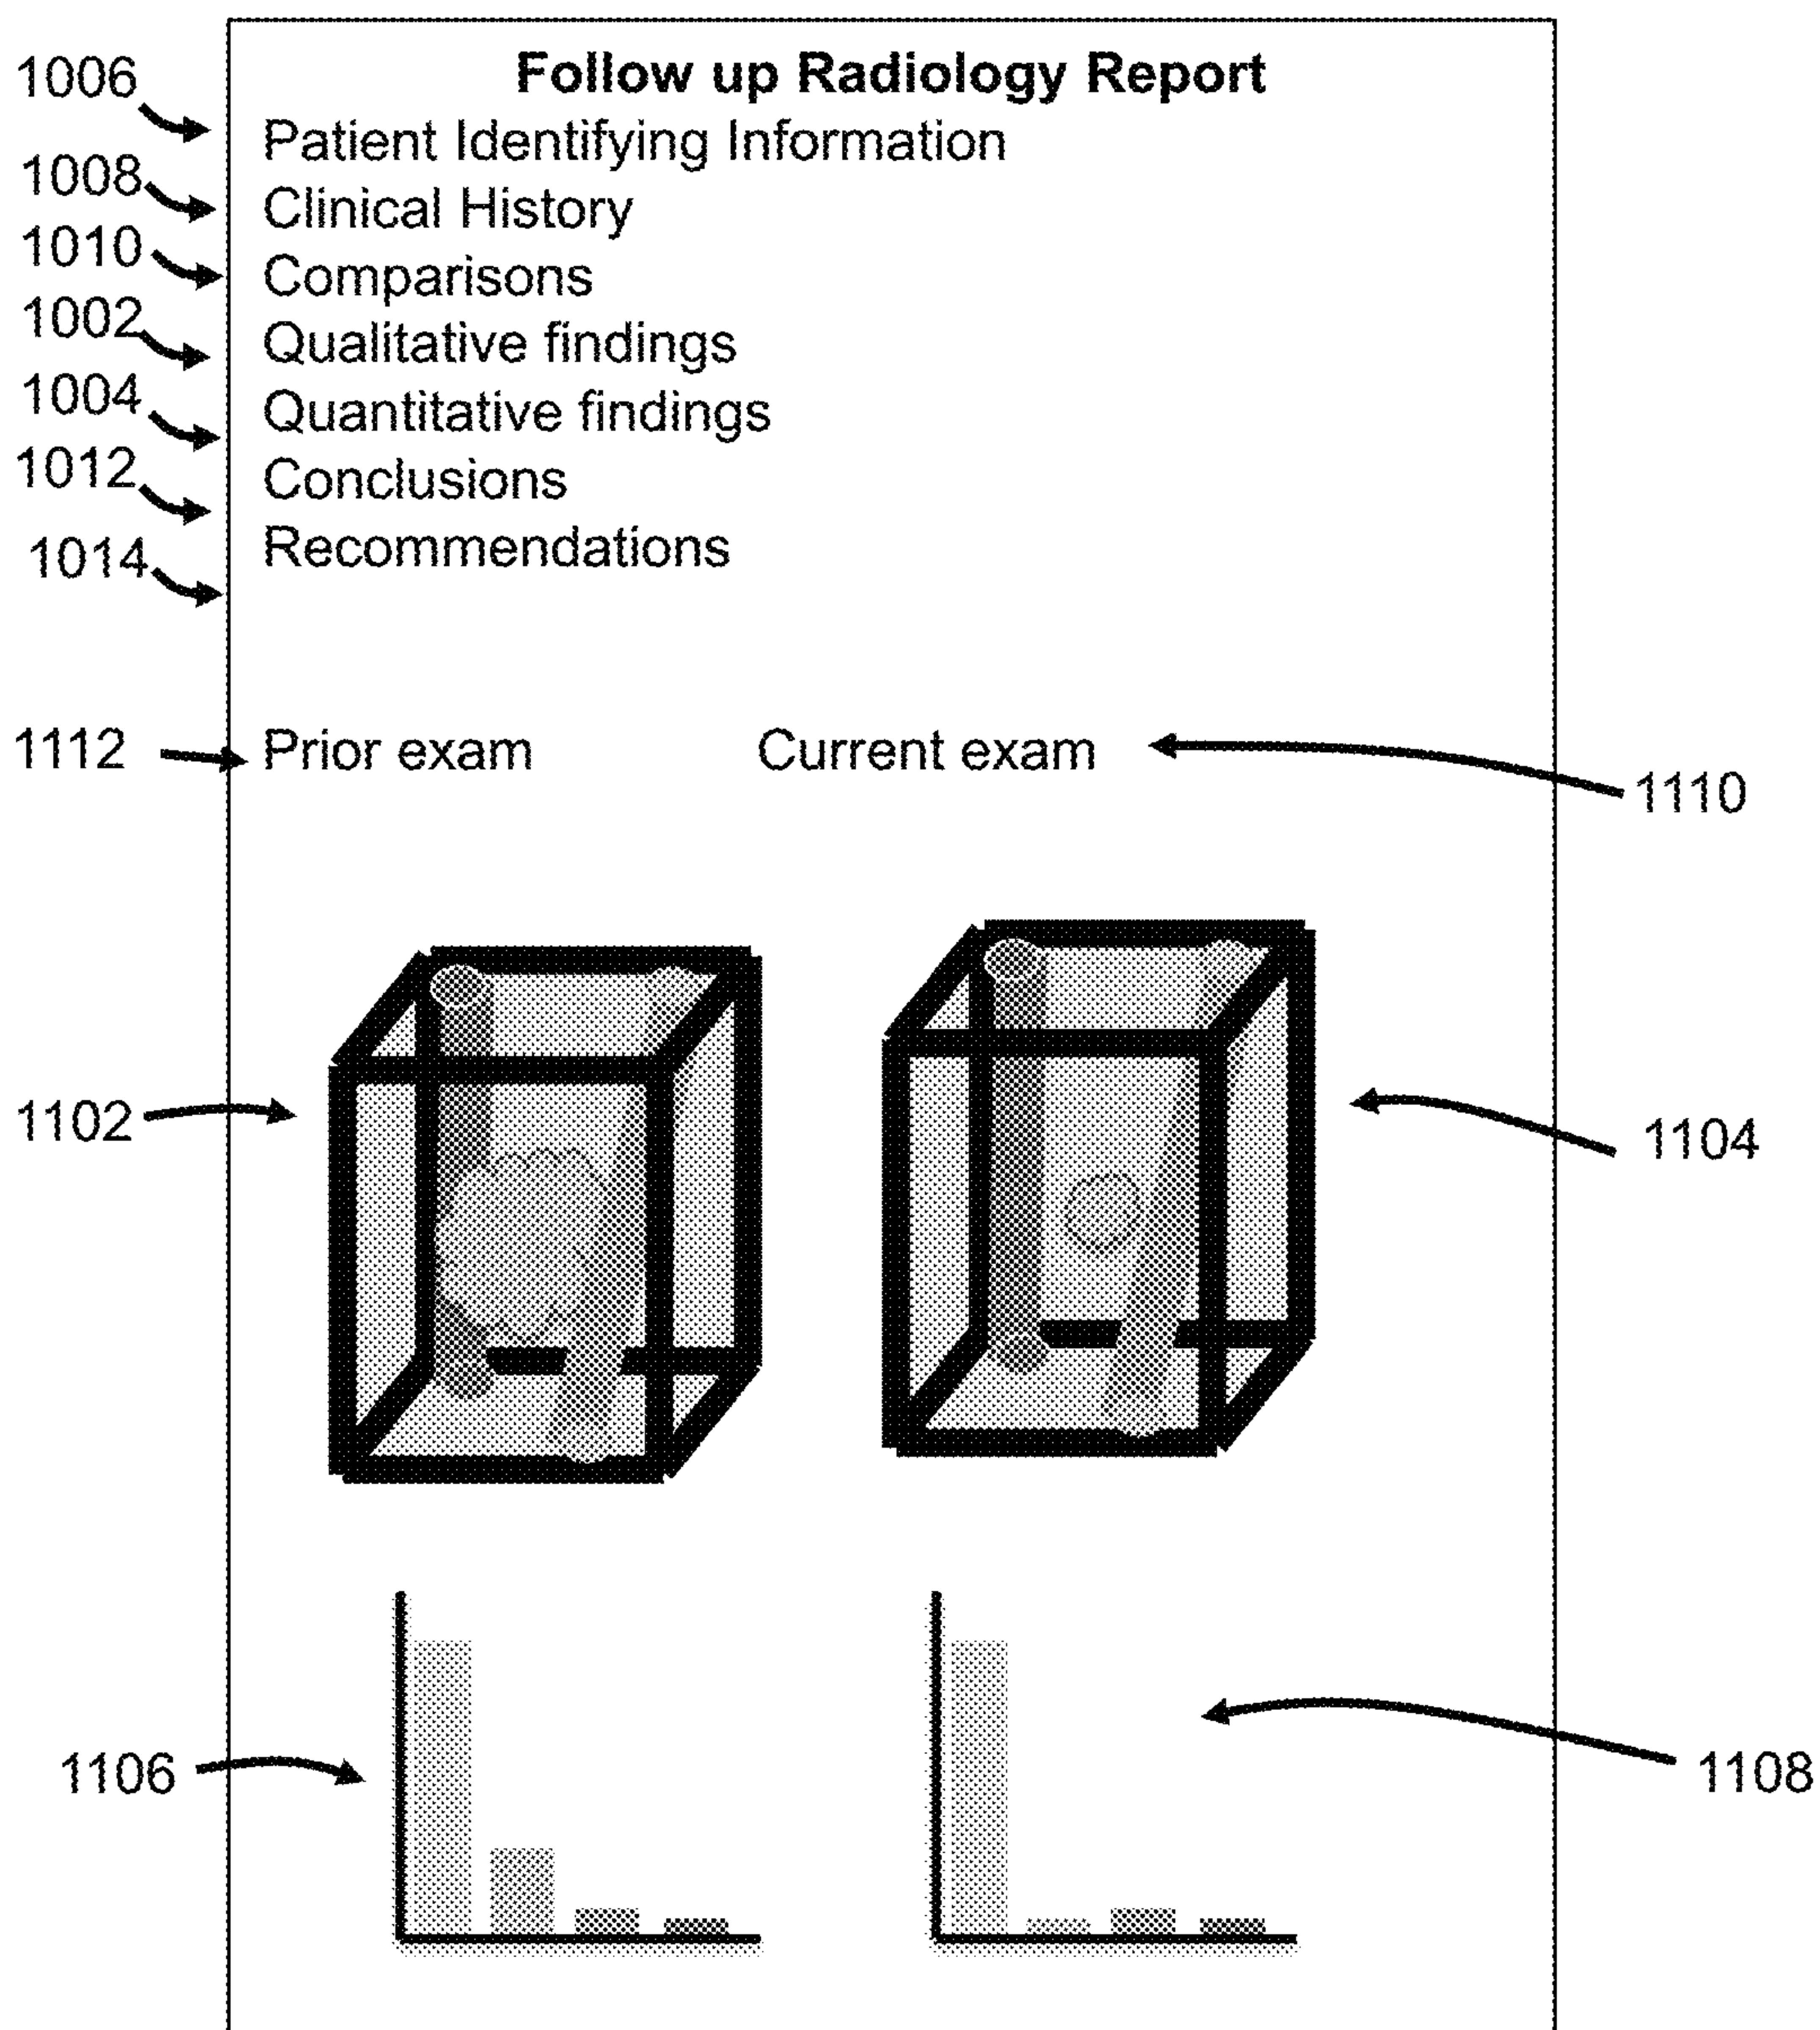 Follow up Radiology Report
1006 Patient Identifying Information
1008 Clinical History
1010 Comparisons
1002 Qualitative findings
1004 Quantitative findings
1012 Conclusions
1014 Recommendations
1112 Prior exam Current exam 1110
1102 1104
1106 1108